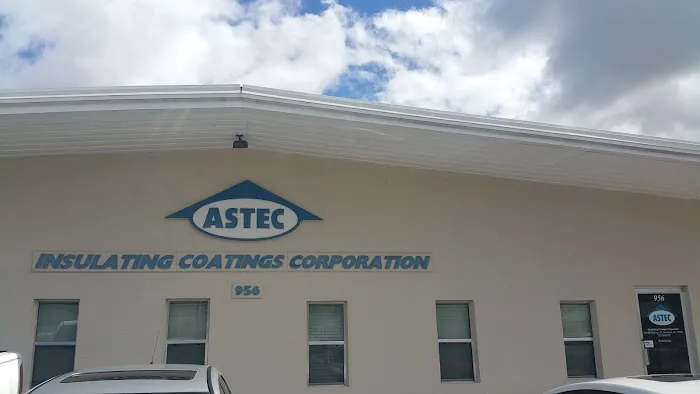 ASTEC
INSULATING COATINGS CORPORATION
956
956
ASTEC